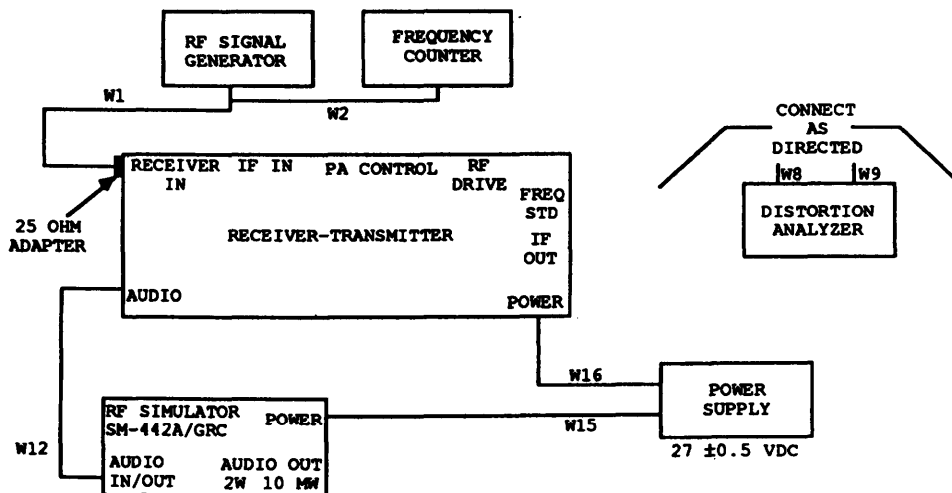 RF SIGNAL
GENERATOR
FREQUENCY
COUNTER
W1
W2
CONNECT
AS
DIRECTED
W8 W9
DISTORTION
ANALYZER
RECEIVER
IN
IF IN
PA CONTROL
RF
DRIVE
FREQ
STD
IF
OUT
25 OHM
ADAPTER
RECEIVER-TRANSMITTER
AUDIO
POWER
W16
POWER
SUPPLY
27 ±0.5 VDC
W15
RF SIMULATOR
SM-442A/GRC
POWER
W12
AUDIO
IN/OUT
AUDIO OUT
2W 10 MW